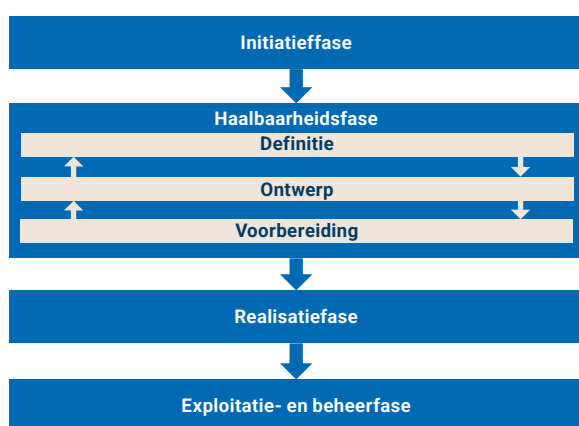 Initiatieffase
Haalbaarheidsfase
Definitie
Ontwerp
Voorbereiding
Realisatiefase
Exploitatie- en beheerfase